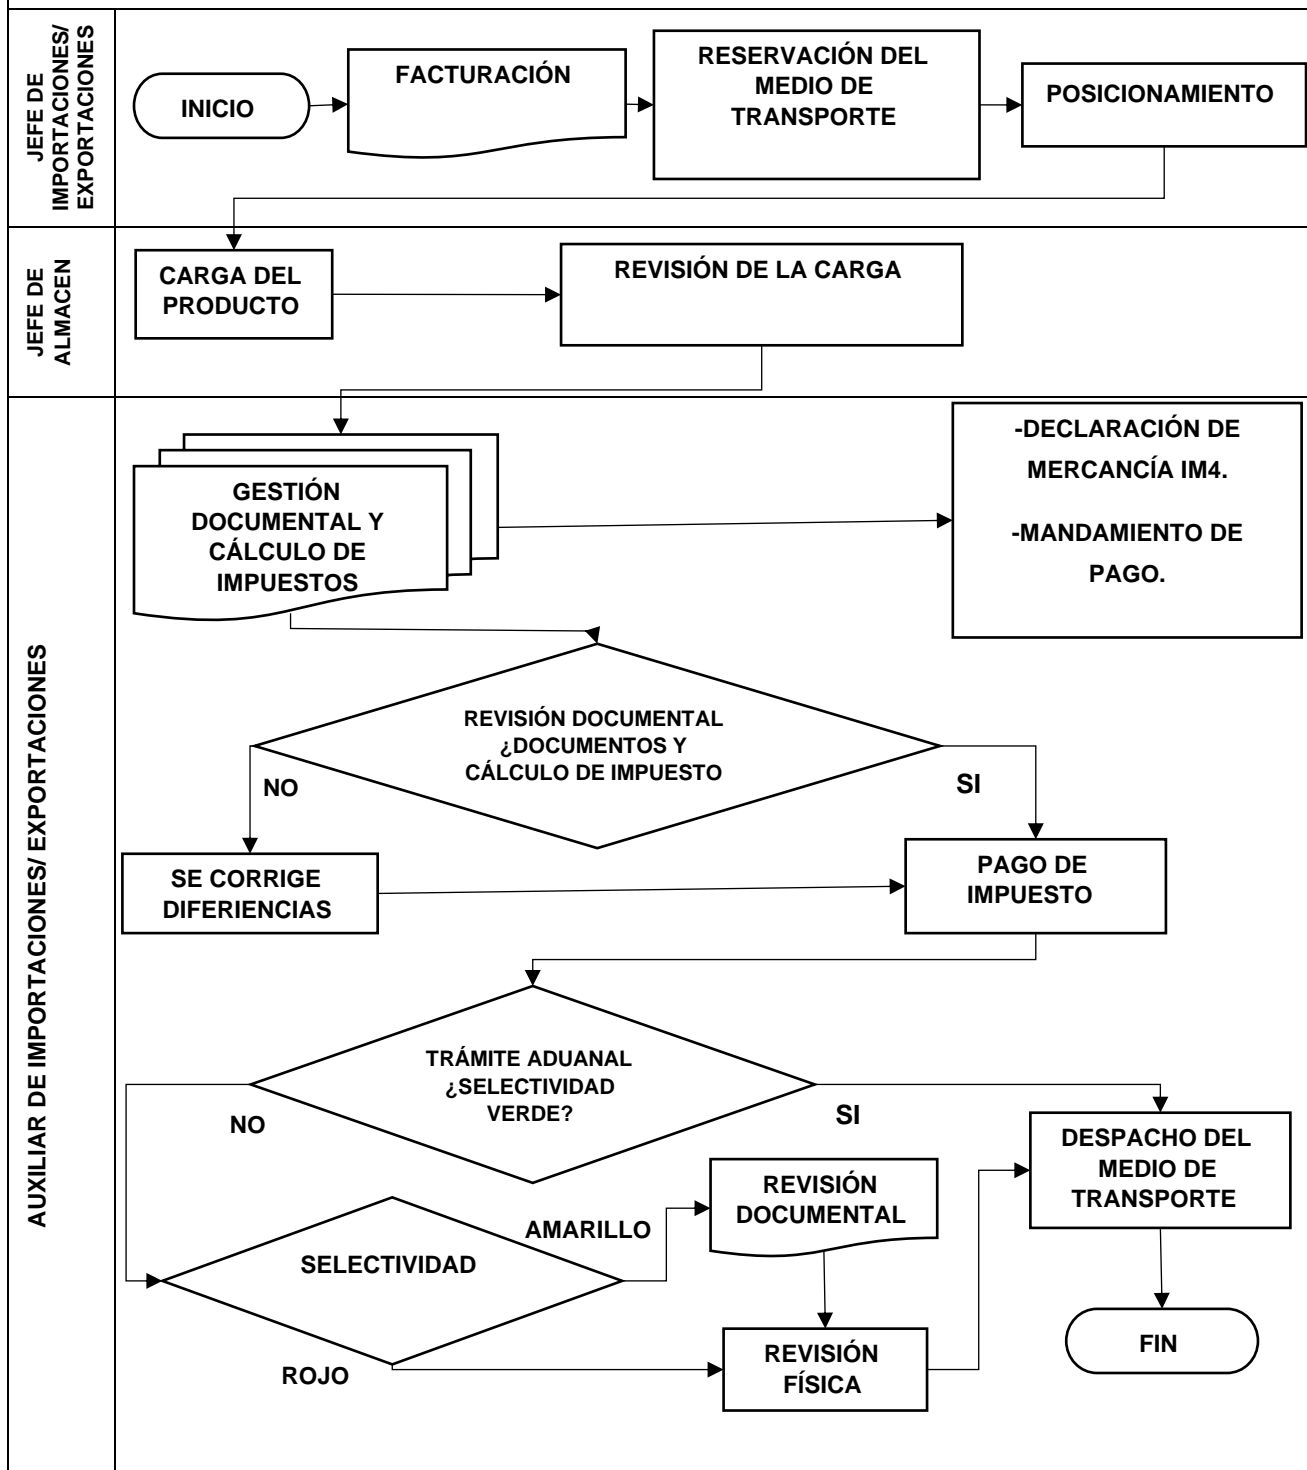 JEFE DE
IMPORTACIONES/
EXPORTACIONES
INICIO
FACTURACIÓN
RESERVACIÓN DEL
MEDIO DE
TRANSPORTE
POSICIONAMIENTO
JEFE DE
ALMACEN
CARGA DEL
PRODUCTO
REVISIÓN DE LA CARGA
AUXILIAR DE IMPORTACIONES/ EXPORTACIONES
GESTIÓN
DOCUMENTAL Y
CÁLCULO DE
IMPUESTOS
-DECLARACIÓN DE
MERCANCÍA IM4.
-MANDAMIENTO DE
PAGO.
REVISIÓN DOCUMENTAL
¿DOCUMENTOS Y
CÁLCULO DE IMPUESTO
NO
SI
SE CORRIGE
DIFERIENCIAS
PAGO DE
IMPUESTO
TRÁMITE ADUANAL
¿SELECTIVIDAD
VERDE?
NO
SI
DESPACHO DEL
MEDIO DE
TRANSPORTE
SELECTIVIDAD
AMARILLO
REVISIÓN
DOCUMENTAL
ROJO
REVISIÓN
FÍSICA
FIN